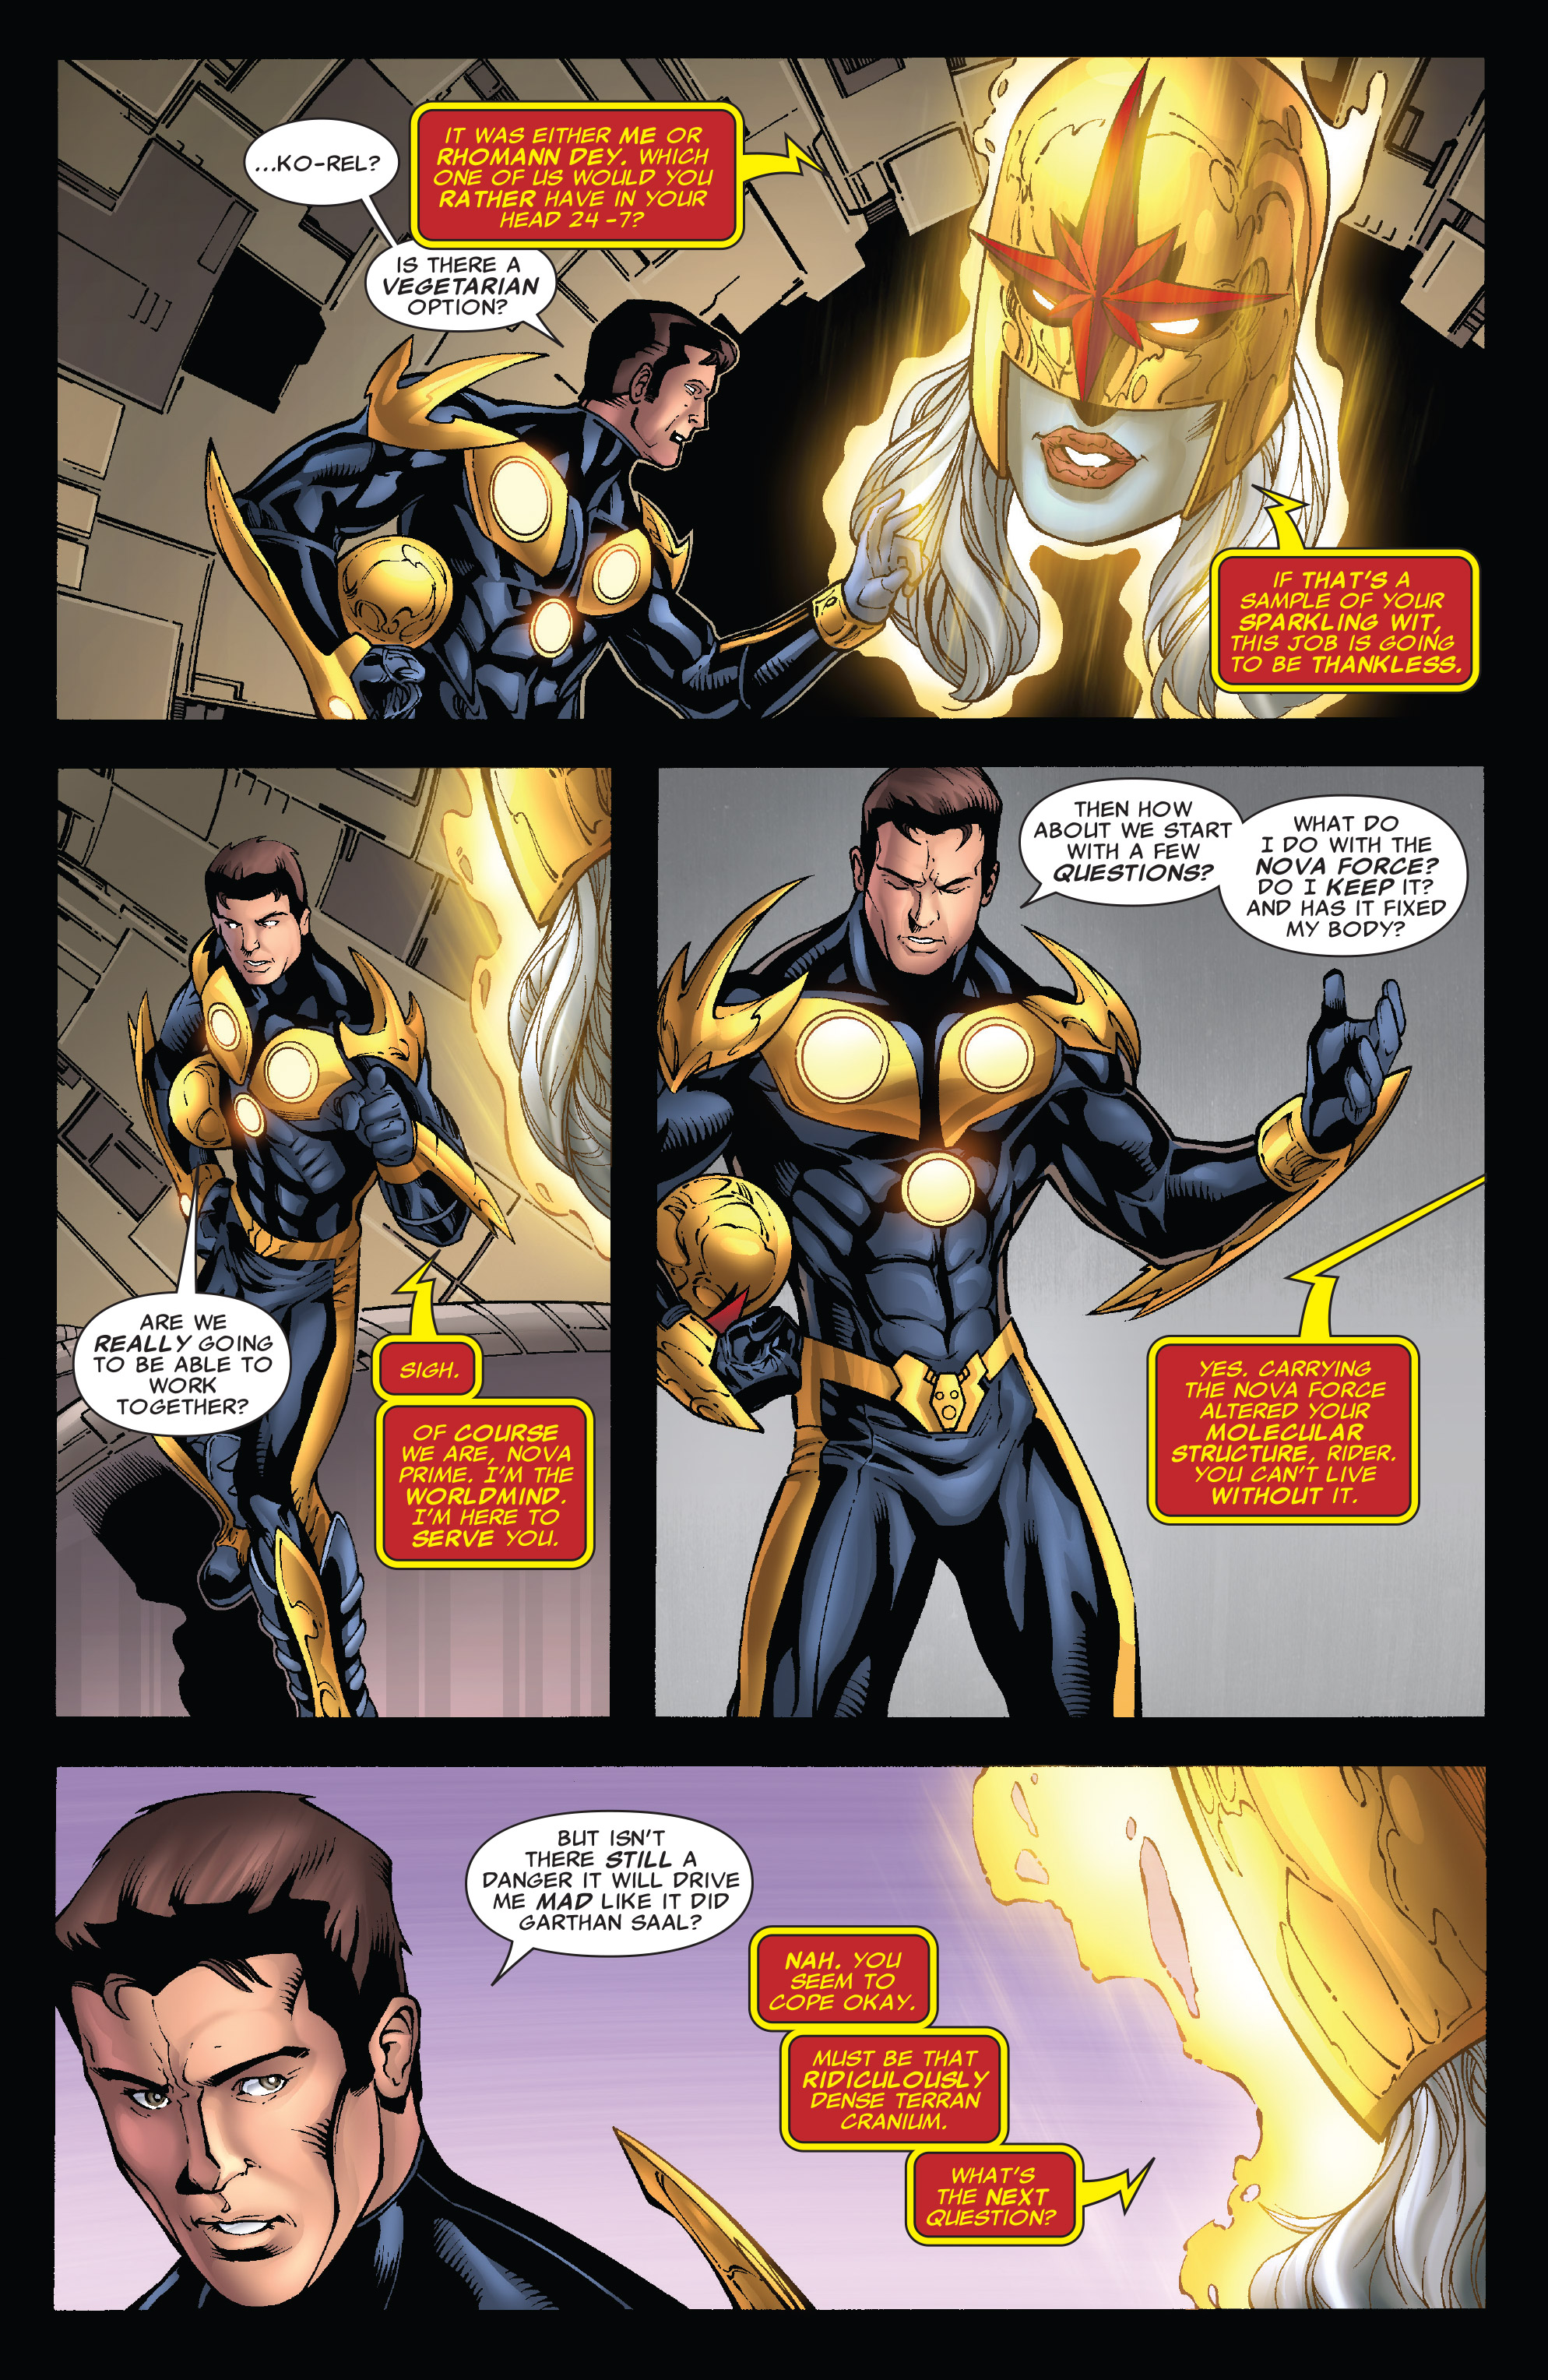 ...KO-REL?
IT WAS EITHER ME OR
RHOMANN DEY. WHICH
ONE OF US WOULD YOU
RATHER HAVE IN YOUR
HEAD 24-7?
IS THERE A
VEGETARIAN
OPTION?
IF THAT'S A
SAMPLE OF YOUR
SPARKLING WIT,
THIS JOB IS GOING
TO BE THANKLESS.
ARE WE
REALLY GOING
TO BE ABLE TO
WORK
TOGETHER?
SIGH.
OF COURSE
WE ARE, NOVA
PRIME. I'M THE
WORLDMIND.
I'M HERE TO
SERVE YOU.
THEN HOW
ABOUT WE START
WITH A FEW
QUESTIONS?
WHAT DO
I DO WITH THE
NOVA FORCE?
DO I KEEP IT?
AND HAS IT FIXED
MY BODY?
YES. CARRYING
THE NOVA FORCE
ALTERED YOUR
MOLECULAR
STRUCTURE, RIDER.
YOU CAN'T LIVE
WITHOUT IT.
BUT ISN'T
THERE STILL A
DANGER IT WILL DRIVE
ME MAD LIKE IT DID
GARTHAN SAAL?
NAH. YOU
SEEM TO
COPE OKAY.
MUST BE THAT
RIDICULOUSLY
DENSE TERRAN
CRANIUM.
WHAT'S
THE NEXT
QUESTION?